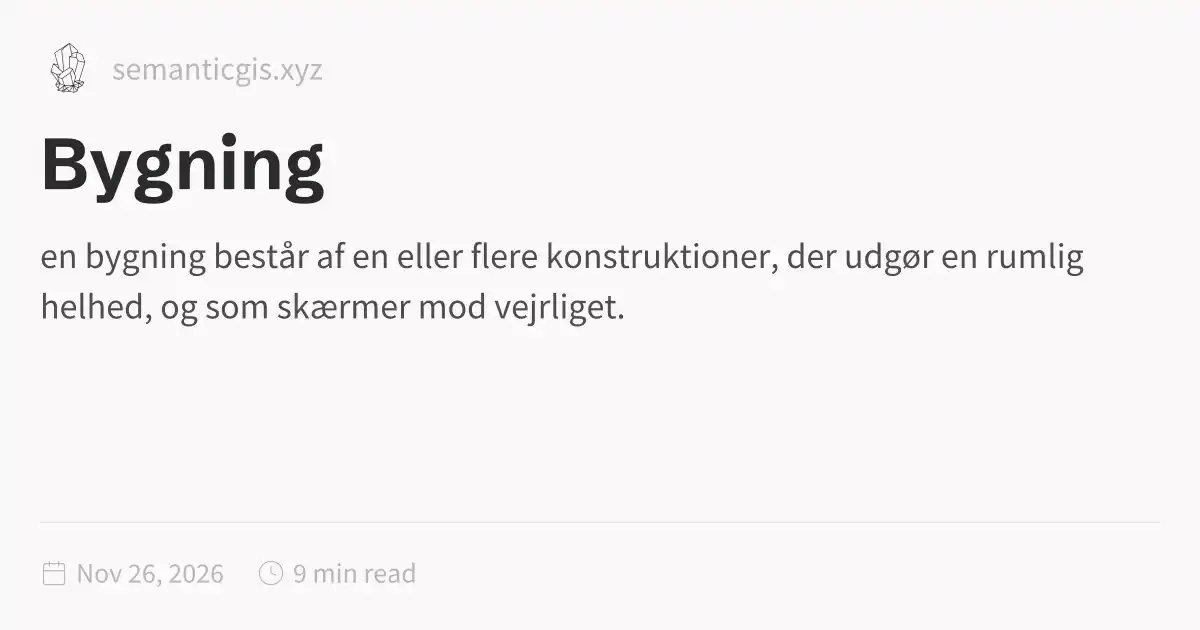 semanticgis.xyz
Bygning
en bygning består af en eller flere konstruktioner, der udgør en rumlig
helhed, og som skærmer mod vejrliget.
Nov 26, 2026 9 min read